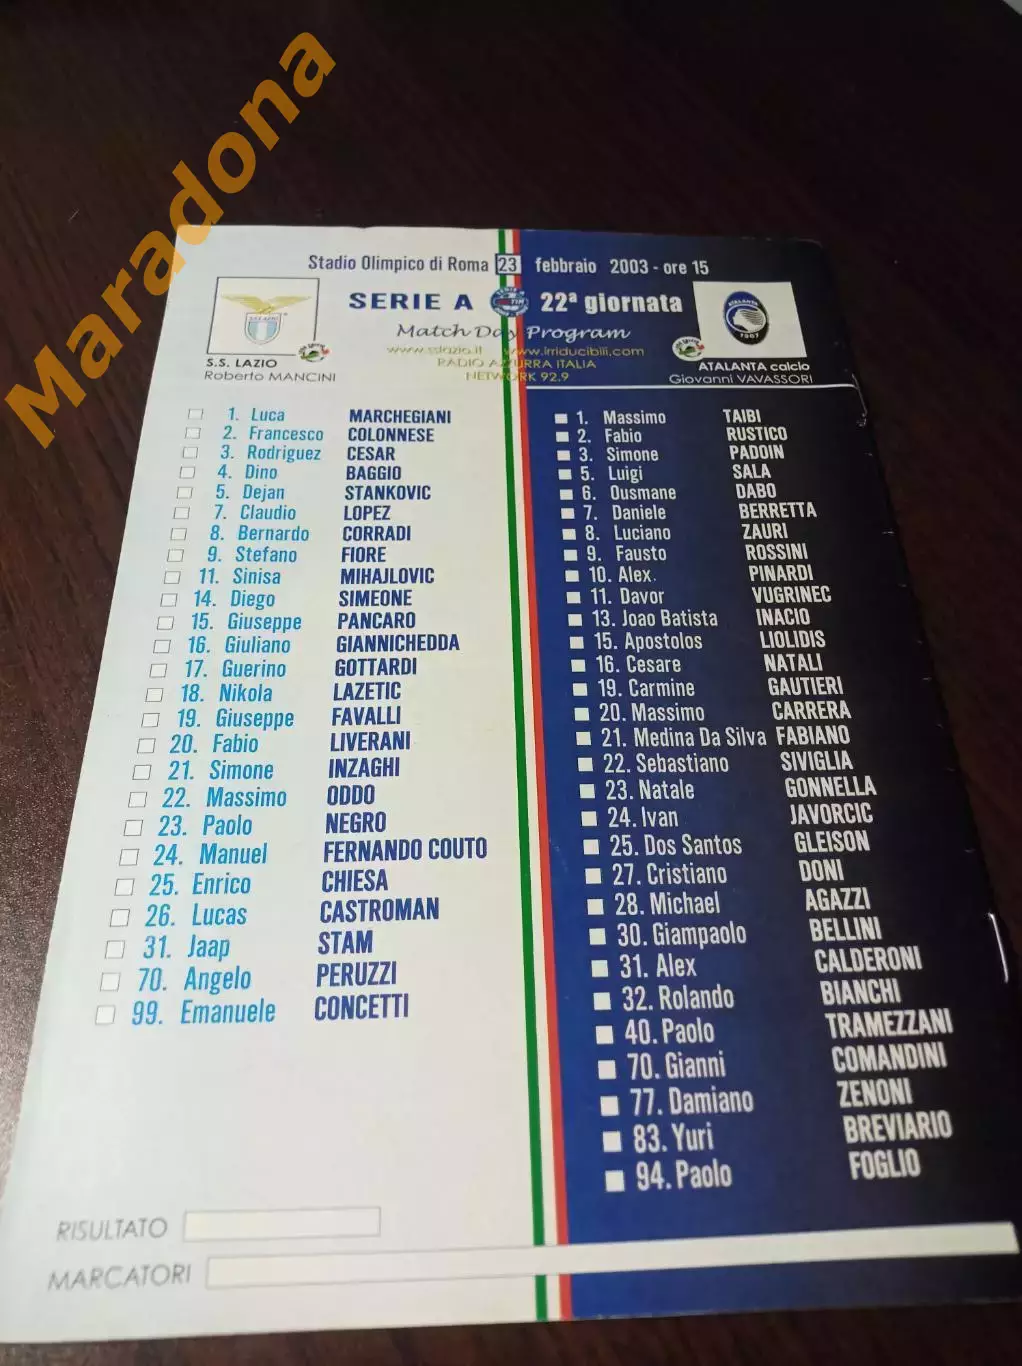 Maradona
Stadio Olimpico di Roma 23 febbraio 2003 - ore 15
SERIE A TIM 22ª giornata
Match Day Program
www.sslazio.it www.irriducibili.com
RADIO AZZURRA ITALIA
NETWORK 92.9
S.S. LAZIO
Roberto MANCINI
ATALANTA
1907
ATALANTA calcio
Giovanni VAVASSORI
1. Luca MARCHEGIANI
2. Francesco COLONNESE
3. Rodriguez CESAR
4. Dino BAGGIO
5. Dejan STANKOVIC
7. Claudio LOPEZ
8. Bernardo CORRADI
9. Stefano FIORE
11. Sinisa MIHAJLOVIC
14. Diego SIMEONE
15. Giuseppe PANCARO
16. Giuliano GIANNICHEDDA
17. Guerino GOTTARDI
18. Nikola LAZETIC
19. Giuseppe FAVALLI
20. Fabio LIVERANI
21. Simone INZAGHI
22. Massimo ODDO
23. Paolo NEGRO
24. Manuel FERNANDO COUTO
25. Enrico CHIESA
26. Lucas CASTROMAN
31. Jaap STAM
70. Angelo PERUZZI
99. Emanuele CONCETTI
1. Massimo TAIBI
2. Fabio RUSTICO
3. Simone PADOIN
5. Luigi SALA
6. Ousmane DABO
7. Daniele BERRETTA
8. Luciano ZAURI
9. Fausto ROSSINI
10. Alex. PINARDI
11. Davor VUGRINEC
13. Joao Batista INACIO
15. Apostolos LIOLIDIS
16. Cesare NATALI
19. Carmine GAUTIERI
20. Massimo CARRERA
21. Medina Da Silva FABIANO
22. Sebastiano SIVIGLIA
23. Natale GONNELLA
24. Ivan JAVORCIC
25. Dos Santos GLEISON
27. Cristiano DONI
28. Michael AGAZZI
30. Giampaolo BELLINI
31. Alex CALDERONI
32. Rolando BIANCHI
40. Paolo TRAMEZZANI
70. Gianni COMANDINI
77. Damiano ZENONI
83. Yuri BREVIARIO
94. Paolo FOGLIO
RISULTATO
MARCATORI